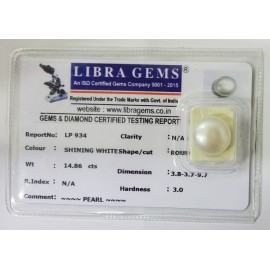 LIBRA GEMS®
An ISO Certified Gems Company 9001 - 2015
Registered Under the Trade Mark with Govt. of India
website : www.libragems.co.in
GEMS & DIAMOND CERTIFIED TESTING REPORT
ReportNo: LP 934 Clarity N/A
Colour : SHINING WHITE Shape/cut : ROUND
Wt : 14.86 cts Dimension : 3.8-3.7-9.7
R.Index : N/A Hardness : 3.0
Comment : ~~~~ PEARL ~~~~